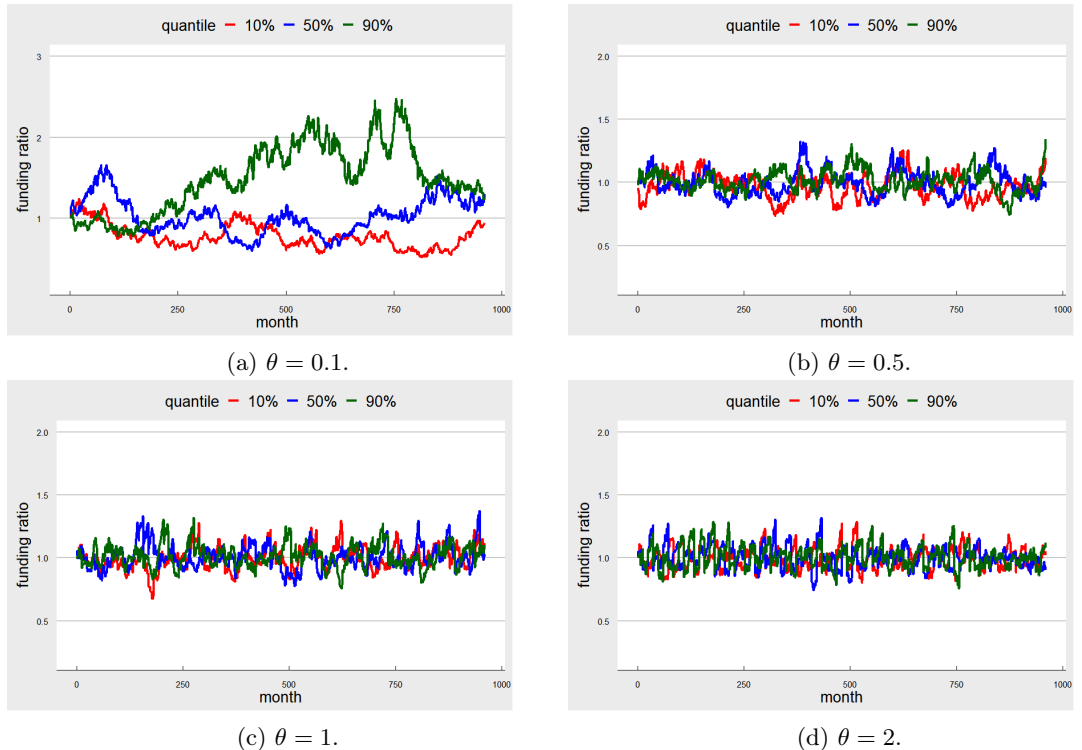 quantile 10% 50% 90%
3
2
1
funding ratio
0 250 500 750 1000
month
(a) θ = 0.1.
quantile 10% 50% 90%
2.0
1.5
1.0
0.5
funding ratio
0 250 500 750 1000
month
(b) θ = 0.5.
quantile 10% 50% 90%
2.0
1.5
1.0
0.5
funding ratio
0 250 500 750 1000
month
(c) θ = 1.
quantile 10% 50% 90%
2.0
1.5
1.0
0.5
funding ratio
0 250 500 750 1000
month
(d) θ = 2.